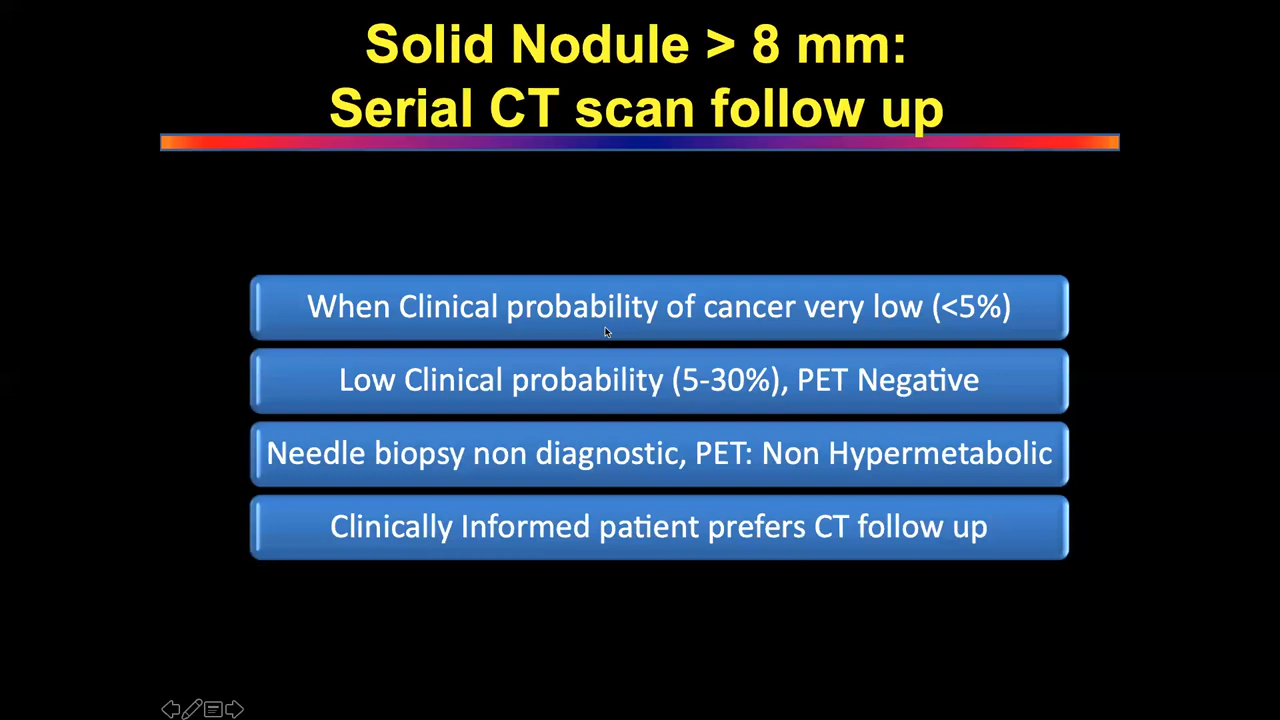 Solid Nodule > 8 mm:
Serial CT scan follow up
When Clinical probability of cancer very low (<5%)
Low Clinical probability (5-30%), PET Negative
Needle biopsy non diagnostic, PET: Non Hypermetabolic
Clinically Informed patient prefers CT follow up